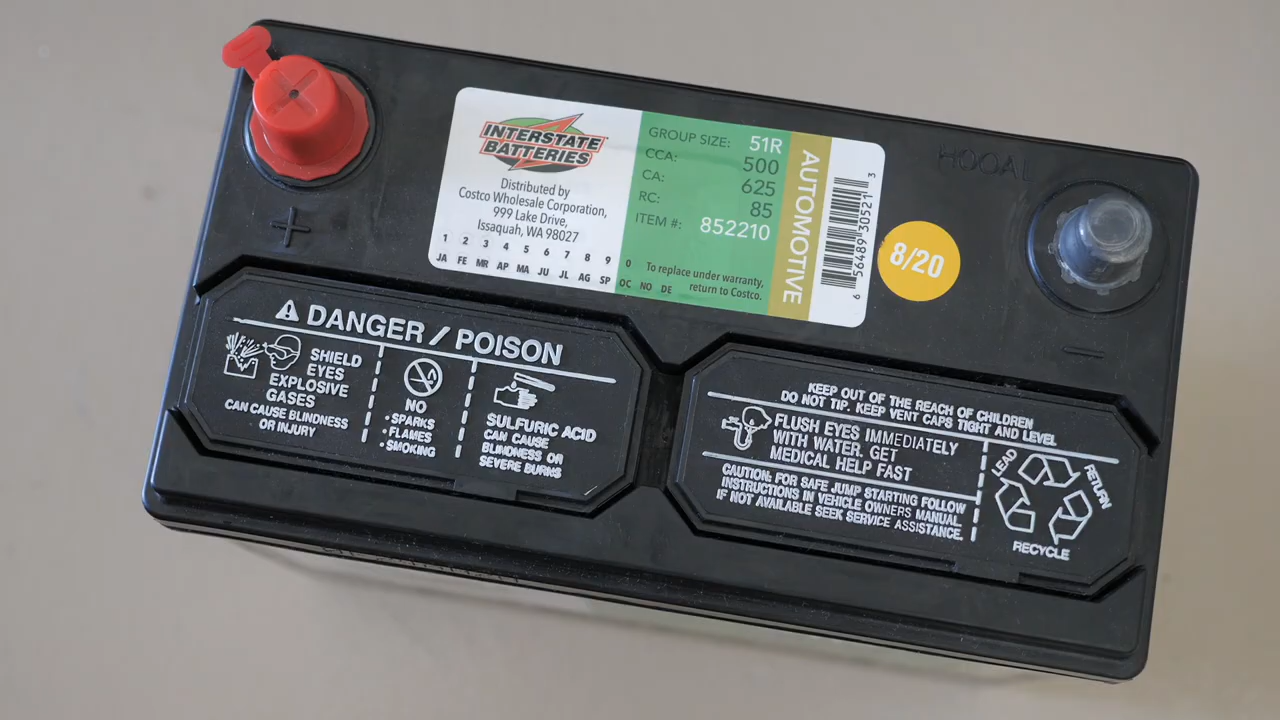 INTERSTATE
BATTERIES
Distributed by
Costco Wholesale Corporation,
999 Lake Drive,
Issaquah, WA 98027
1 2 3 4 5 6 7 8 9 0
JA FE MR AP MA JU JL AG SP OC NO DE
GROUP SIZE: 51R
CCA: 500
CA: 625
RC: 85
ITEM #: 852210
To replace under warranty,
return to Costco.
AUTOMOTIVE
6 56489 30521 3
8/20
HOOAL
+
−
DANGER / POISON
SHIELD
EYES
EXPLOSIVE
GASES
CAN CAUSE BLINDNESS
OR INJURY
NO
• SPARKS
• FLAMES
• SMOKING
SULFURIC ACID
CAN CAUSE
BLINDNESS OR
SEVERE BURNS
KEEP OUT OF THE REACH OF CHILDREN
DO NOT TIP. KEEP VENT CAPS TIGHT AND LEVEL
FLUSH EYES IMMEDIATELY
WITH WATER. GET
MEDICAL HELP FAST
CAUTION: FOR SAFE JUMP STARTING FOLLOW
INSTRUCTIONS IN VEHICLE OWNERS MANUAL.
IF NOT AVAILABLE SEEK SERVICE ASSISTANCE.
LEAD
RETURN
RECYCLE